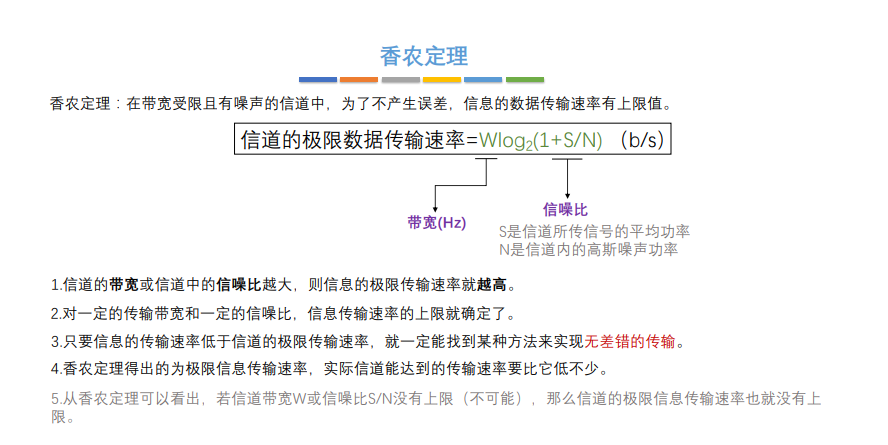 香农定理
香农定理：在带宽受限且有噪声的信道中，为了不产生误差，信息的数据传输速率有上限值。
信道的极限数据传输速率=Wlog₂(1+S/N) （b/s）
带宽(Hz)
信噪比
S是信道所传信号的平均功率
N是信道内的高斯噪声功率
1.信道的带宽或信道中的信噪比越大，则信息的极限传输速率就越高。
2.对一定的传输带宽和一定的信噪比，信息传输速率的上限就确定了。
3.只要信息的传输速率低于信道的极限传输速率，就一定能找到某种方法来实现无差错的传输。
4.香农定理得出的为极限信息传输速率，实际信道能达到的传输速率要比它低不少。
5.从香农定理可以看出，若信道带宽W或信噪比S/N没有上限（不可能），那么信道的极限信息传输速率也就没有上
限。